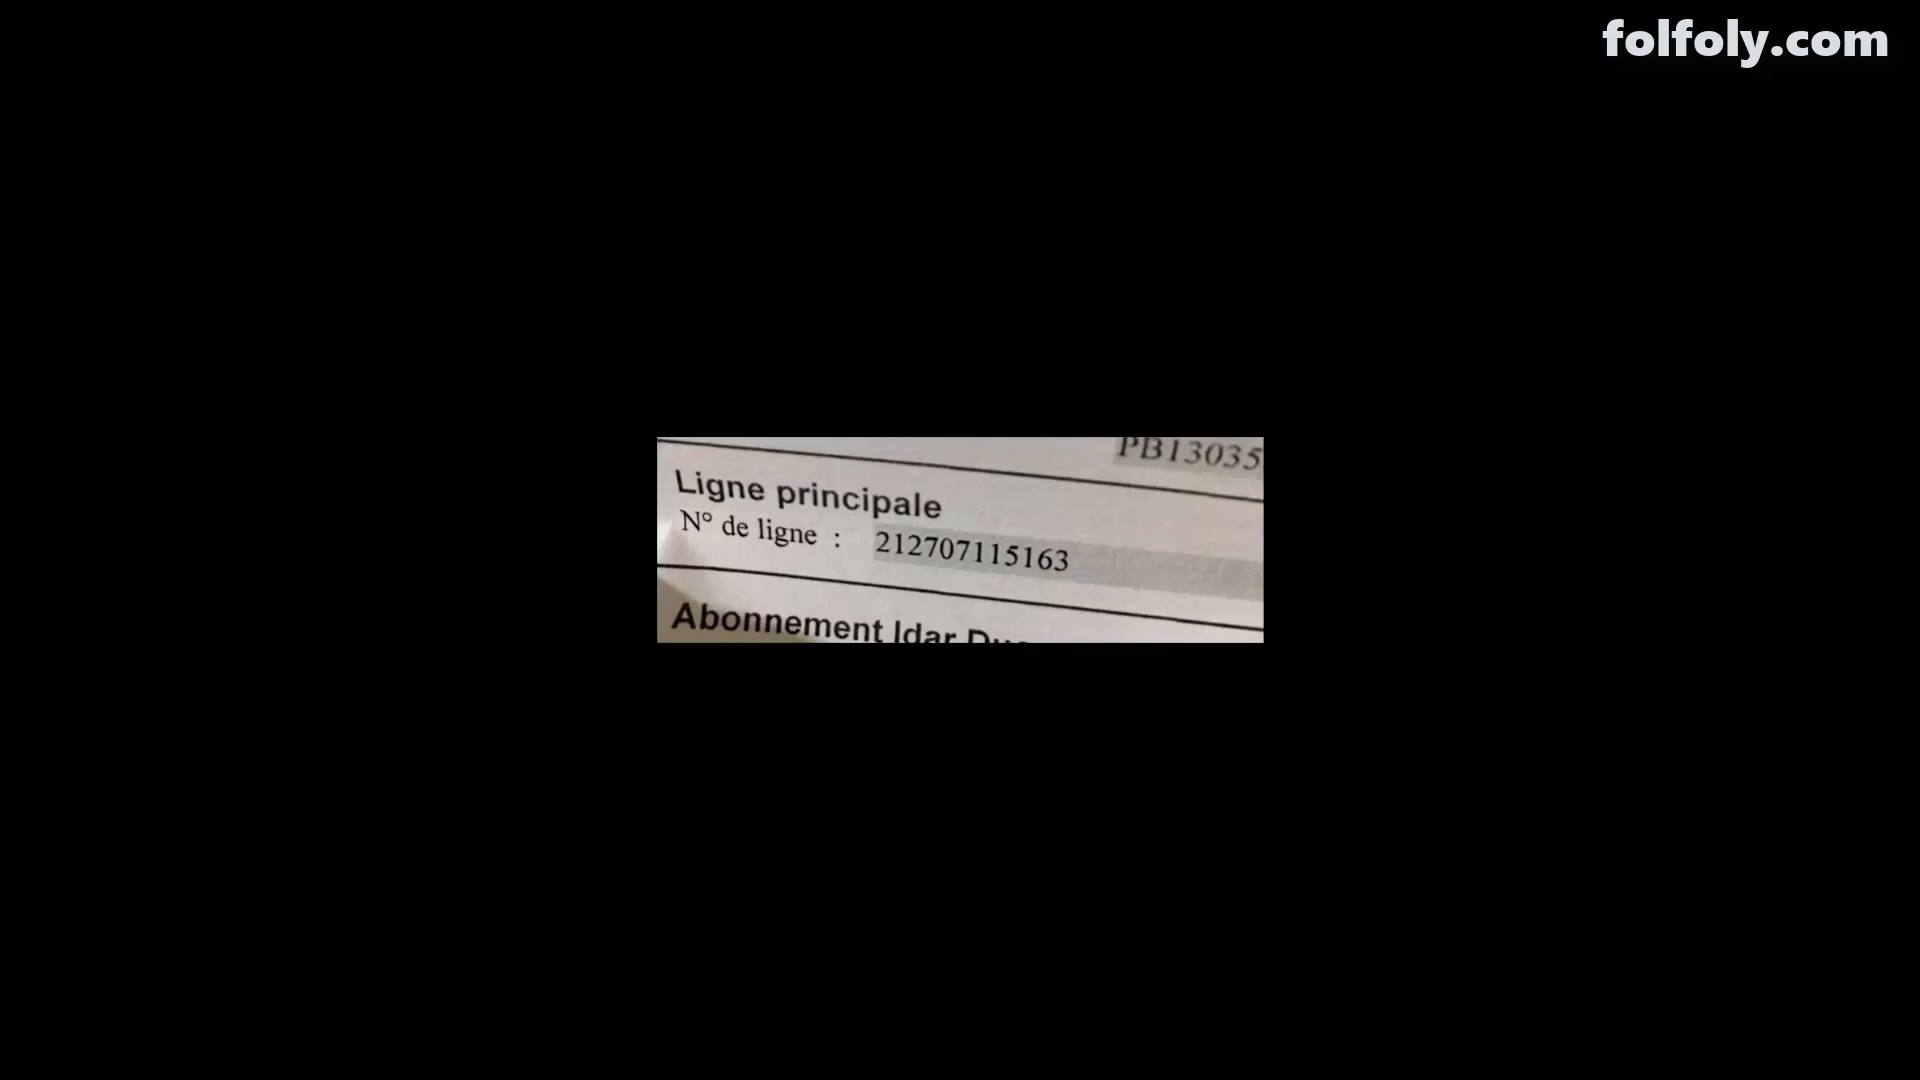 folfoly.com
PB13035
Ligne principale
N° de ligne : 212707115163
Abonnement Idar